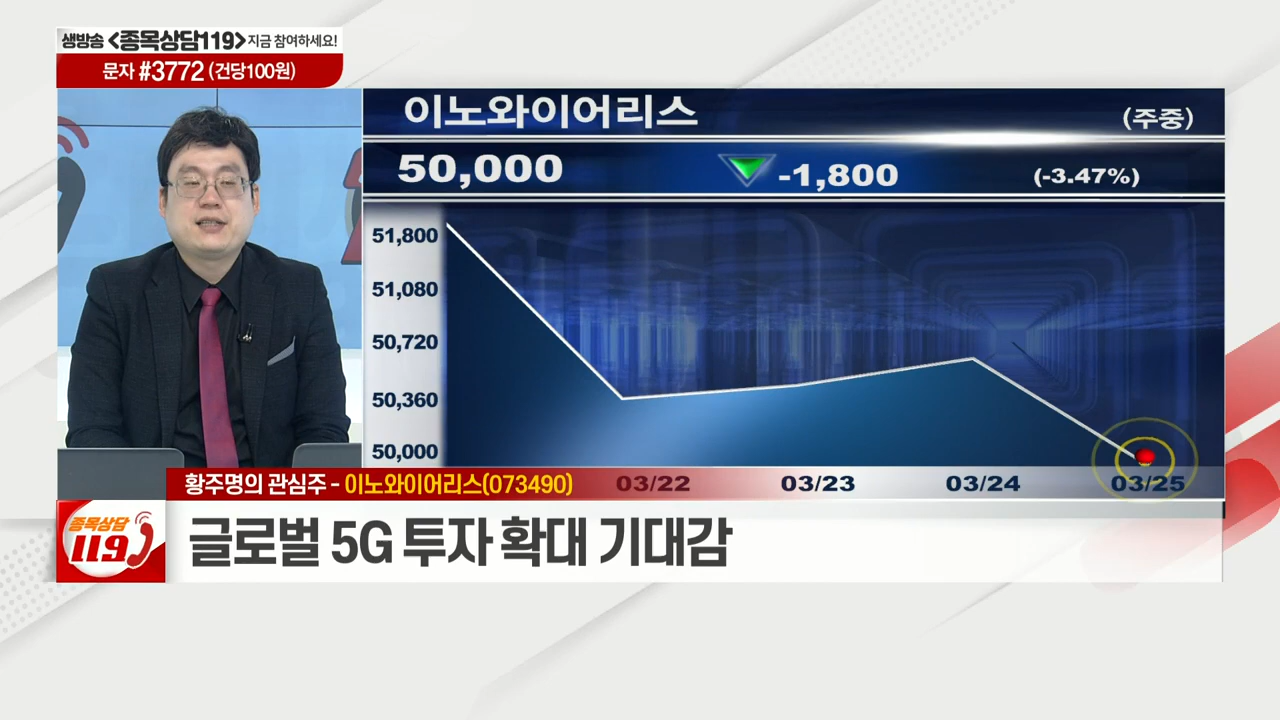 생방송 <종목상담119> 지금 참여하세요!
문자 #3772 (건당100원)
이노와이어리스
(주중)
50,000
-1,800
(-3.47%)
51,800
51,080
50,720
50,360
50,000
03/22
03/23
03/24
03/25
황주명의 관심주 - 이노와이어리스(073490)
종목상담
119
글로벌 5G 투자 확대 기대감